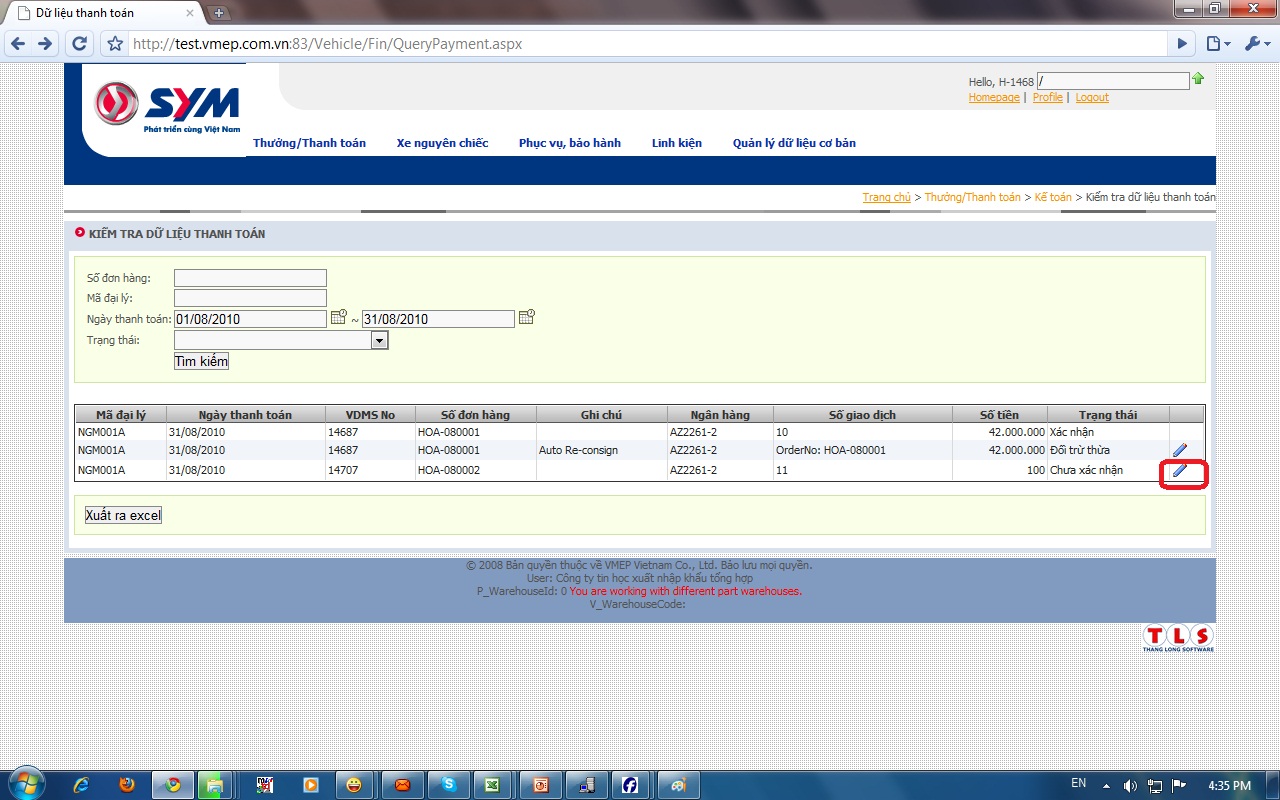 Dữ liệu thanh toán
http://test.vmep.com.vn:83/Vehicle/Fin/QueryPayment.aspx
SYM
Phát triển cùng Việt Nam
Hello, H-1468 /
Homepage | Profile | Logout
Thưởng/Thanh toán Xe nguyên chiếc Phục vụ, bảo hành Linh kiện Quản lý dữ liệu cơ bản
Trang chủ > Thưởng/Thanh toán > Kế toán > Kiểm tra dữ liệu thanh toán
KIỂM TRA DỮ LIỆU THANH TOÁN
Số đơn hàng:
Mã đại lý:
Ngày thanh toán: 01/08/2010 ~ 31/08/2010
Trạng thái:
Tìm kiếm
Mã đại lý Ngày thanh toán VDMS No Số đơn hàng Ghi chú Ngân hàng Số giao dịch Số tiền Trạng thái
NGM001A 31/08/2010 14687 HOA-080001 AZ2261-2 10 42.000.000 Xác nhận
NGM001A 31/08/2010 14687 HOA-080001 Auto Re-consign AZ2261-2 OrderNo: HOA-080001 42.000.000 Đối trừ thừa
NGM001A 31/08/2010 14707 HOA-080002 AZ2261-2 11 100 Chưa xác nhận
Xuất ra excel
© 2008 Bản quyền thuộc về VMEP Vietnam Co., Ltd. Bảo lưu mọi quyền.
User: Công ty tin học xuất nhập khẩu tổng hợp
P_WarehouseId: 0 You are working with different part warehouses.
V_WarehouseCode:
TLS
THANG LONG SOFTWARE
EN 4:35 PM